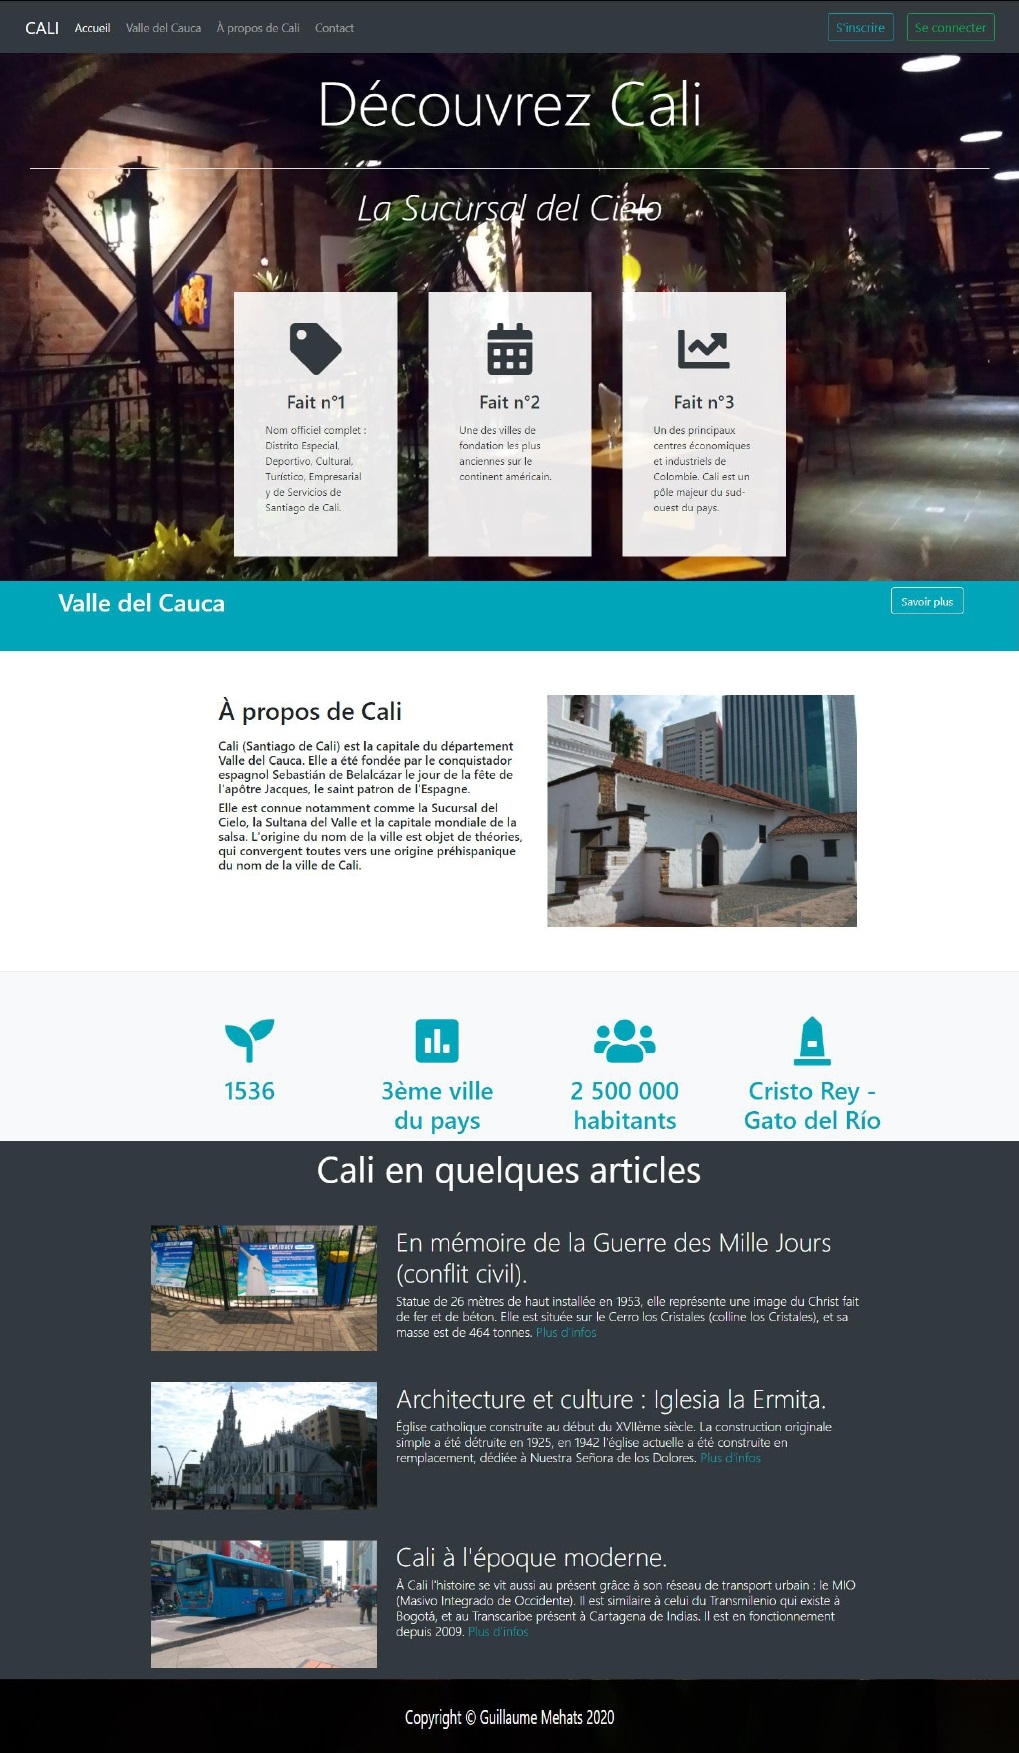 CALI Accueil Valle del Cauca À propos de Cali Contact S'inscrire Se connecter
Découvrez Cali
La Sucursal del Cielo
Fait n°1
Nom officiel complet :
Distrito Especial,
Deportivo, Cultural,
Turístico, Empresarial
y de Servicios de
Santiago de Cali.
Fait n°2
Une des villes de
fondation les plus
anciennes sur le
continent américain.
Fait n°3
Un des principaux
centres économiques
et industriels de
Colombie. Cali est un
pôle majeur du sud-
ouest du pays.
Valle del Cauca
Savoir plus
À propos de Cali
Cali (Santiago de Cali) est la capitale du département
Valle del Cauca. Elle a été fondée par le conquistador
espagnol Sebastián de Belalcázar le jour de la fête de
l'apôtre Jacques, le saint patron de l'Espagne.
Elle est connue notamment comme la Sucursal del
Cielo, la Sultana del Valle et la capitale mondiale de la
salsa. L'origine du nom de la ville est objet de théories,
qui convergent toutes vers une origine préhispanique
du nom de la ville de Cali.
1536
3ème ville
du pays
2 500 000
habitants
Cristo Rey -
Gato del Río
Cali en quelques articles
En mémoire de la Guerre des Mille Jours
(conflit civil).
Statue de 26 mètres de haut installée en 1953, elle représente une image du Christ fait
de fer et de béton. Elle est située sur le Cerro los Cristales (colline los Cristales), et sa
masse est de 464 tonnes. Plus d'infos
Architecture et culture : Iglesia la Ermita.
Église catholique construite au début du XVIIème siècle. La construction originale
simple a été détruite en 1925, en 1942 l'église actuelle a été construite en
remplacement, dédiée à Nuestra Señora de los Dolores. Plus d'infos
Cali à l'époque moderne.
À Cali l'histoire se vit aussi au présent grâce à son réseau de transport urbain : le MIO
(Masivo Integrado de Occidente). Il est similaire à celui du Transmilenio qui existe à
Bogotá, et au Transcaribe présent à Cartagena de Indias. Il est en fonctionnement
depuis 2009. Plus d'infos
Copyright © Guillaume Mehats 2020